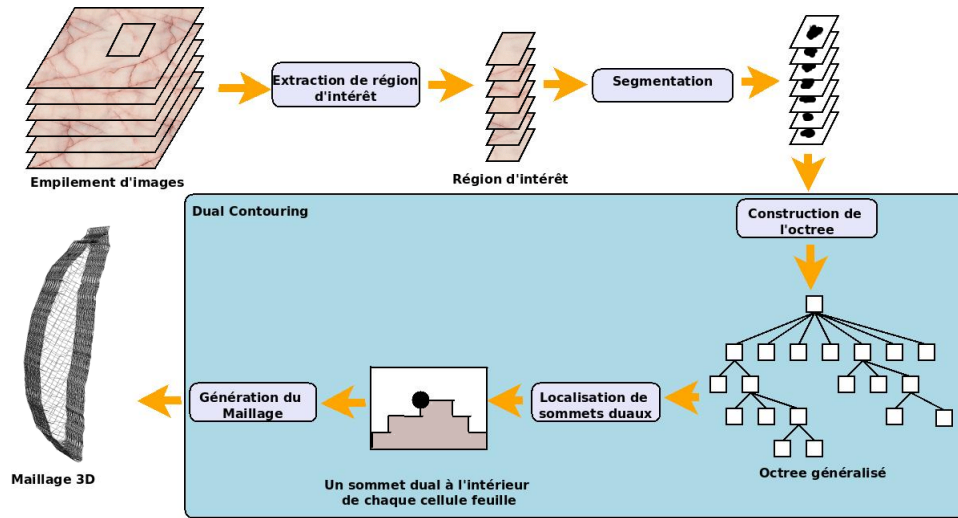 Extraction de région
d'intérêt
Segmentation
Empilement d'images
Région d'intérêt
Dual Contouring
Construction de
l'octree
Génération du
Maillage
Localisation de
sommets duaux
Maillage 3D
Un sommet dual à l'intérieur
de chaque cellule feuille
Octree généralisé